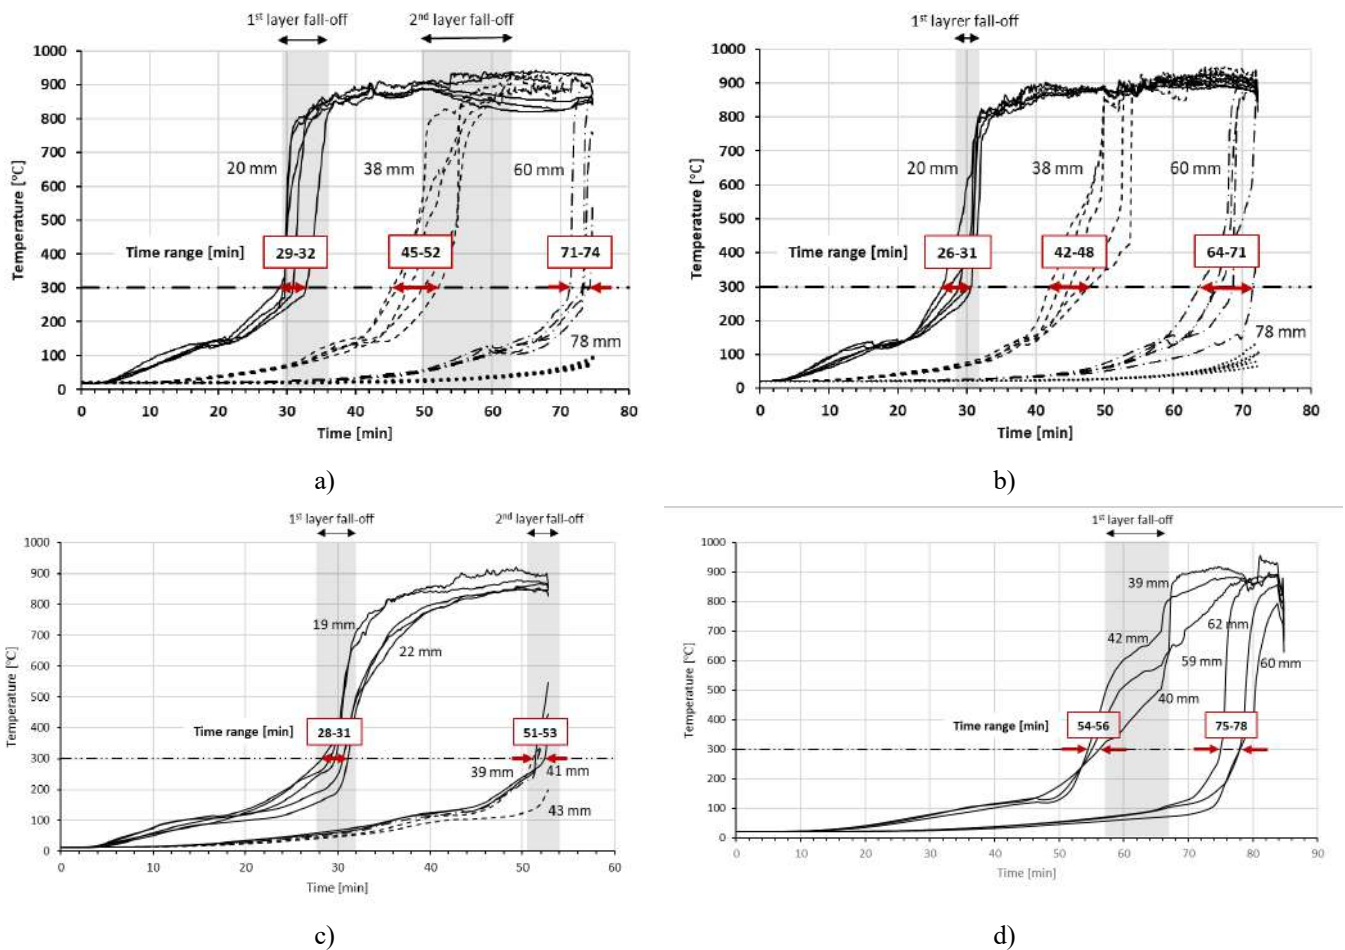 1st layer fall-off
2nd layer fall-off
1000
900
800
700
600
500
400
300
200
100
0
Temperature [°C]
20 mm
38 mm
60 mm
78 mm
Time range [min]
29-32
45-52
71-74
0 10 20 30 40 50 60 70 80
Time [min]
a)
1st layrer fall-off
1000
900
800
700
600
500
400
300
200
100
0
Temperature [°C]
20 mm
38 mm
60 mm
78 mm
Time range [min]
26-31
42-48
64-71
0 10 20 30 40 50 60 70 80
Time [min]
b)
1st layer fall-off
2nd layer fall-off
1000
900
800
700
600
500
400
300
200
100
0
Temperature [°C]
19 mm
22 mm
Time range [min]
28-31
51-53
39 mm
41 mm
43 mm
0 10 20 30 40 50 60
Time [min]
c)
1st layer fall-off
1000
900
800
700
600
500
400
300
200
100
0
Temperature [°C]
39 mm
42 mm
40 mm
62 mm
59 mm
60 mm
Time range [min]
54-56
75-78
0 10 20 30 40 50 60 70 80 90
Time [min]
d)